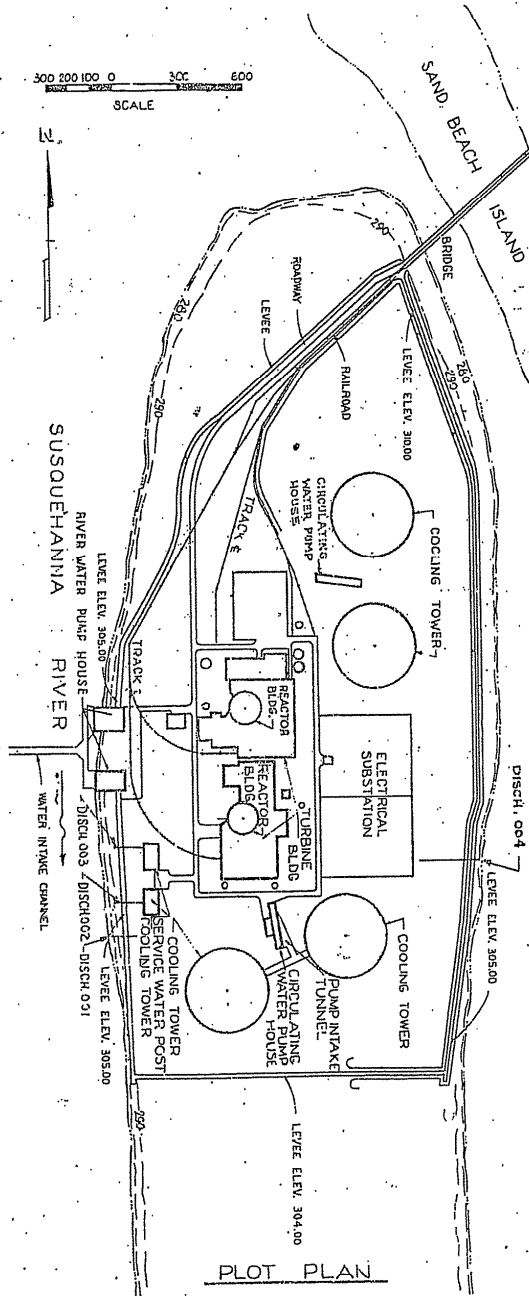 SAND BEACH
ISLAND
300 200 100 0 300 600
SCALE
290
280
BRIDGE
ROADWAY
LEVEE
RAILROAD
LEVEE ELEV. 310.00
280
290
280
290
SUSQUEHANNA RIVER
TRACK ℄
CIRCULATING
WATER PUMP
HOUSE
COOLING TOWER
RIVER WATER PUMP HOUSE
LEVEE ELEV. 305.00
TRACK
REACTOR
BLDG.
REACTOR
BLDG.
TURBINE
BLDG
ELECTRICAL
SUBSTATION
DISCH. 004
LEVEE ELEV. 305.00
WATER INTAKE CHANNEL
DISCH. 003
DISCH 002
DISCH. 001
LEVEE ELEV. 305.00
COOLING TOWER
SERVICE WATER POST
COOLING TOWER
CIRCULATING
WATER PUMP
HOUSE
PUMP INTAKE
TUNNEL
COOLING TOWER
290
LEVEE ELEV. 304.00
PLOT PLAN